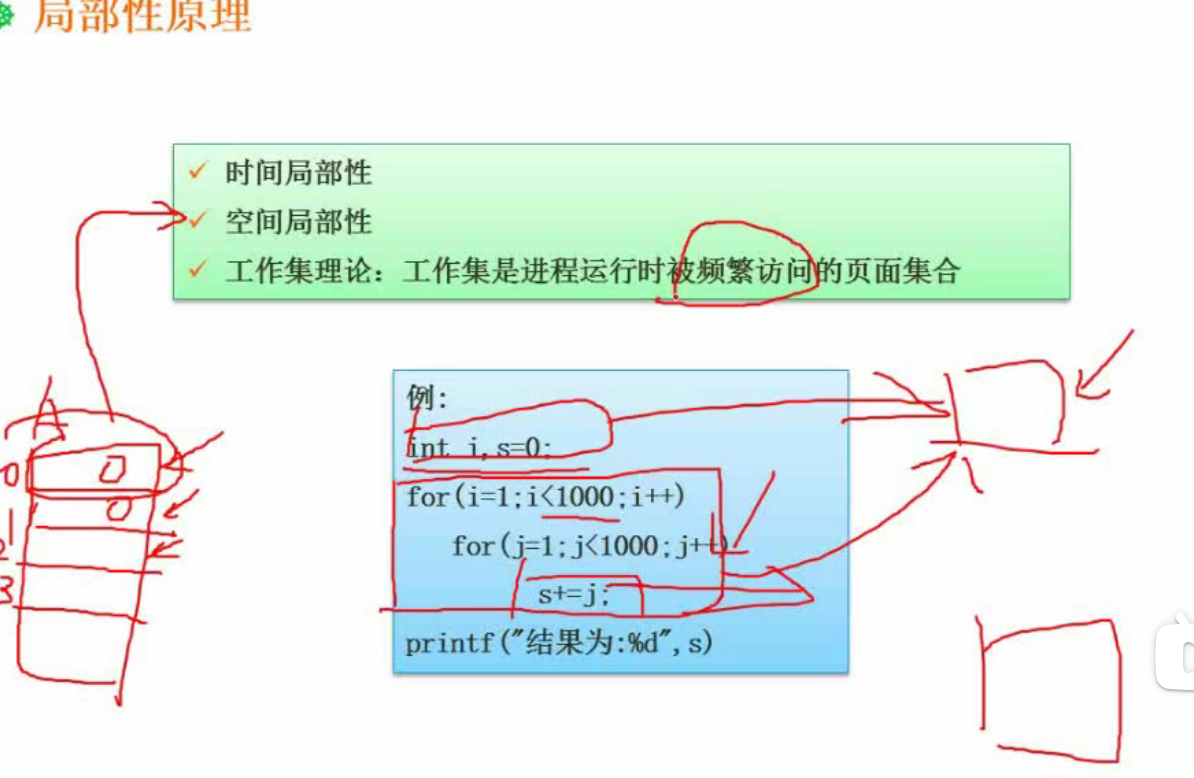 局部性原理
时间局部性
空间局部性
工作集理论：工作集是进程运行时被频繁访问的页面集合
例:
int i,s=0;
for(i=1;i<1000;i++)
for(j=1;j<1000;j++)
s+=j;
printf("结果为:%d",s)
A
0 0
1 0
2
3